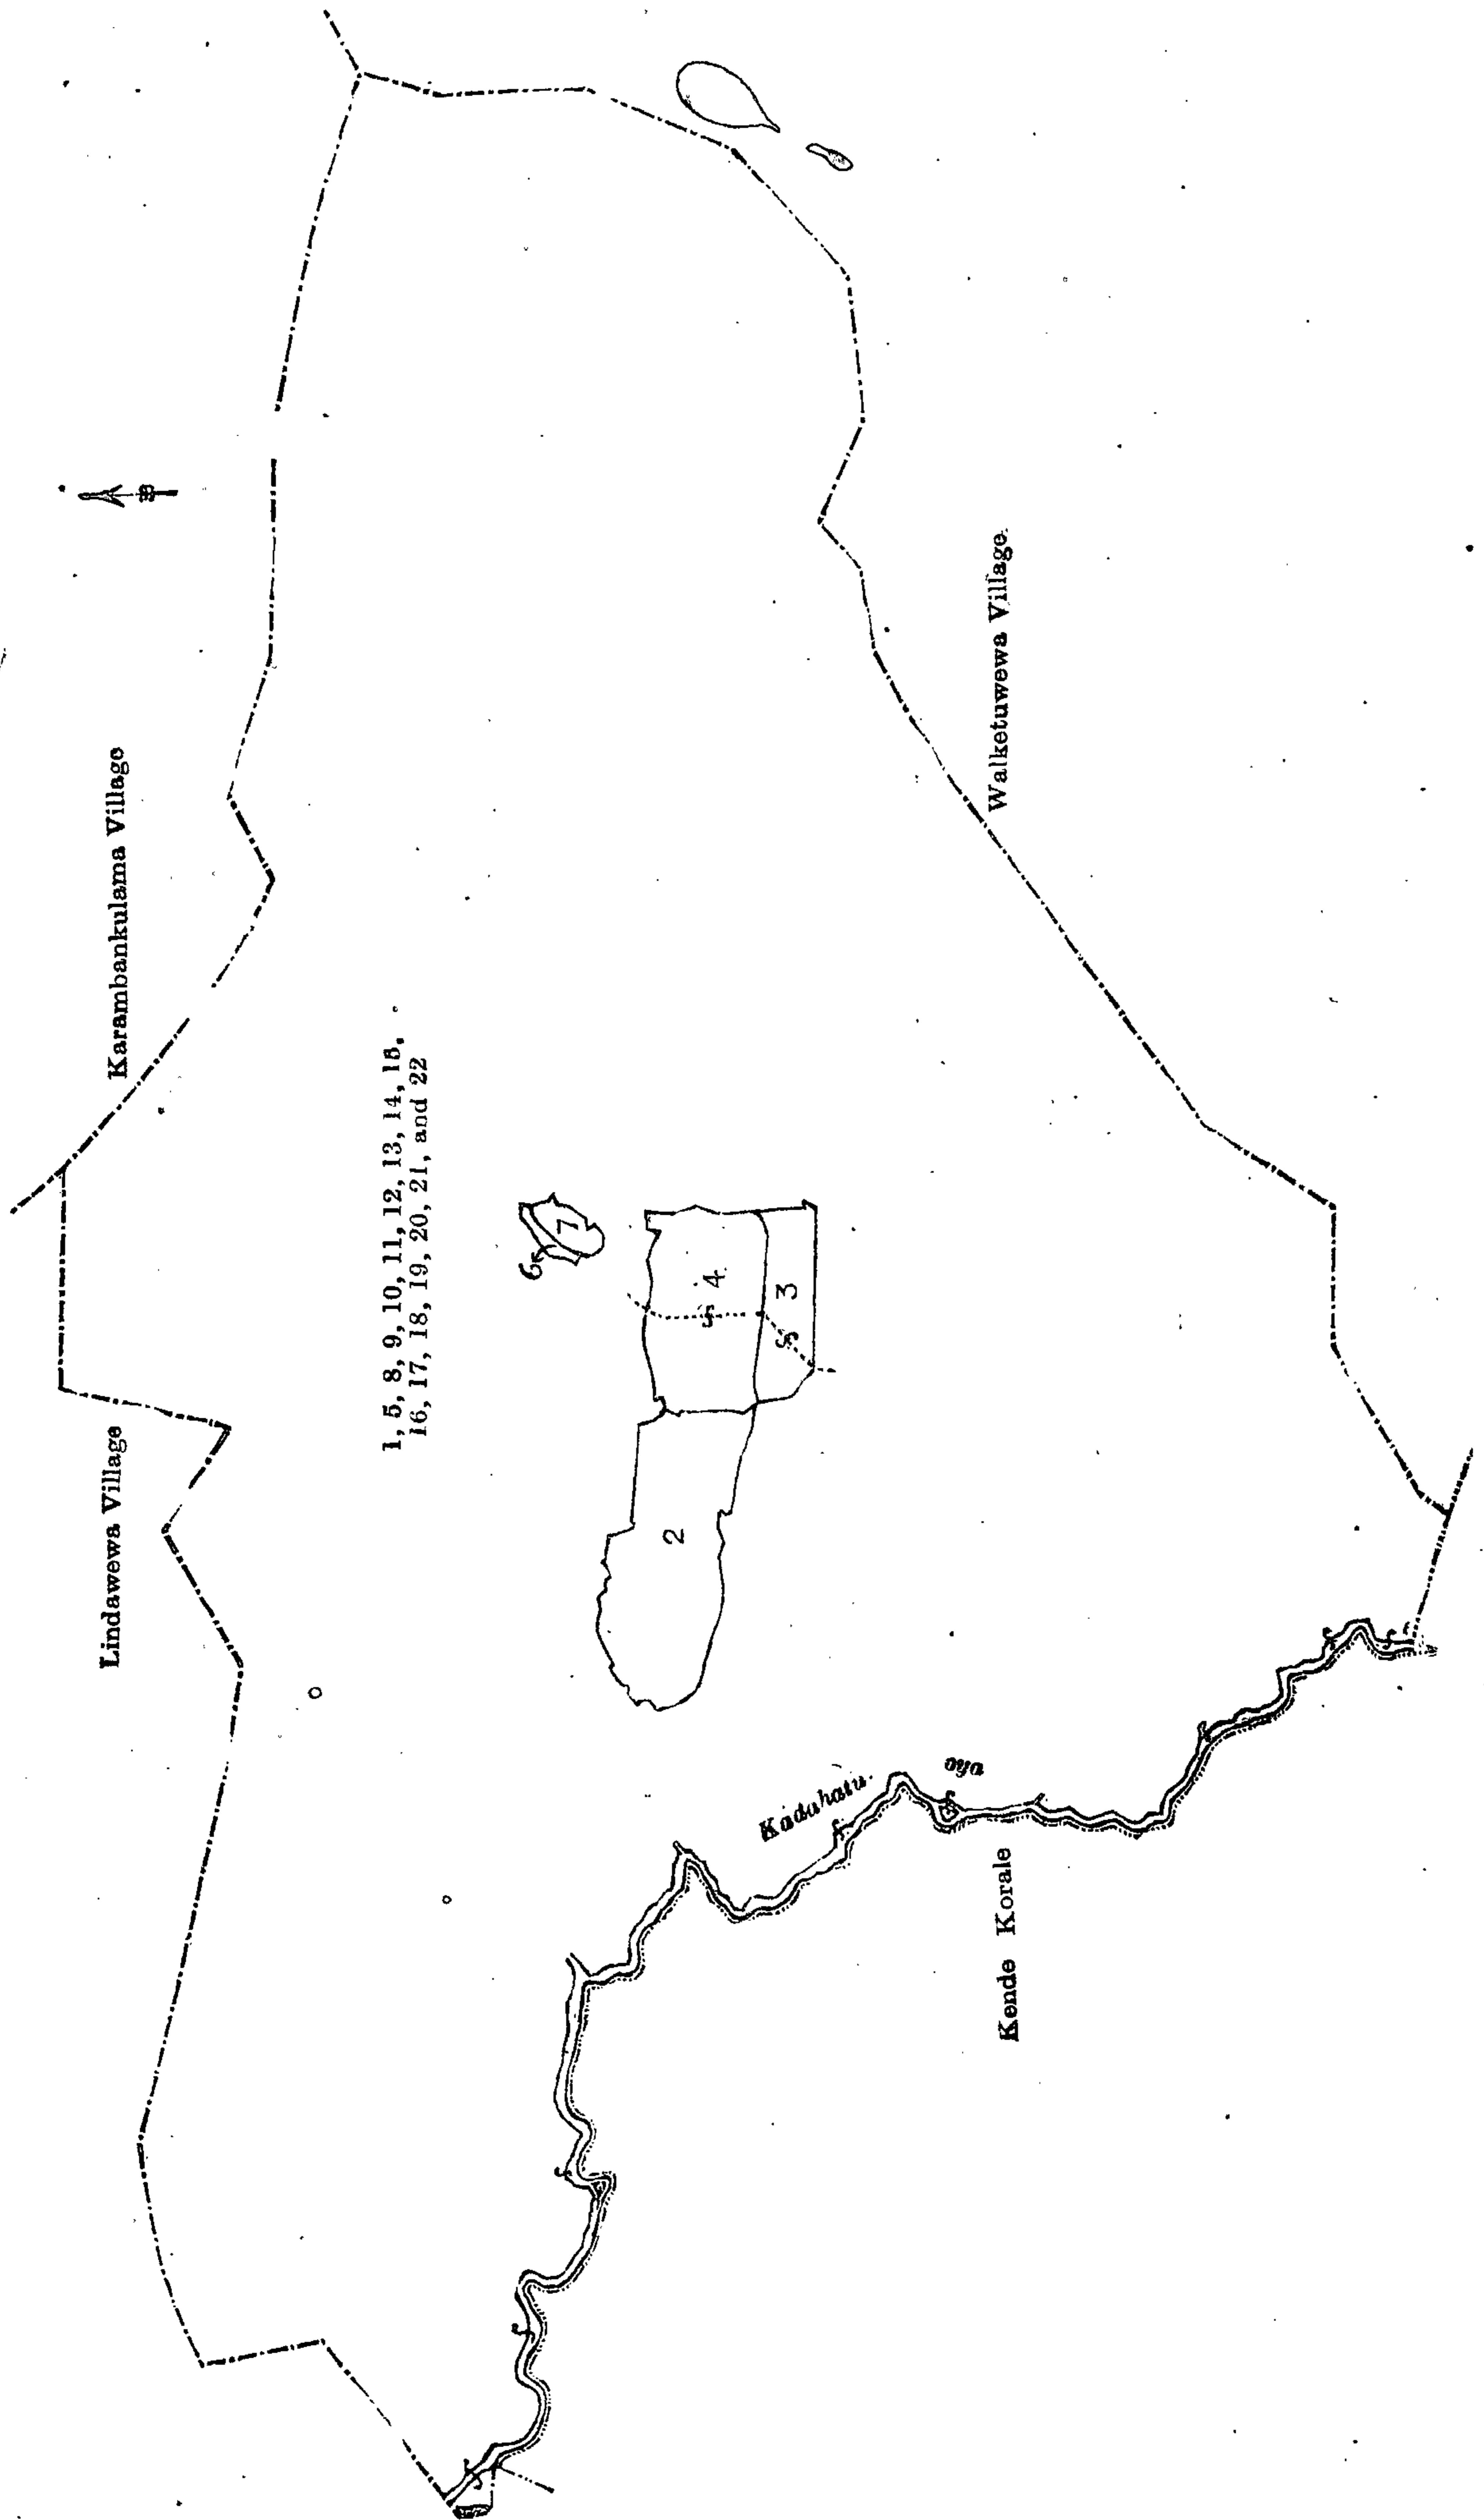 Karambankulama Village
Lindawewa Village
1, 5, 8, 9, 10, 11, 12, 13, 14, 15,
16, 17, 18, 19, 20, 21, and 22
6
7
4
3
2
Walketuwewa Village.
Kaduhatu
oya
Kende Korale